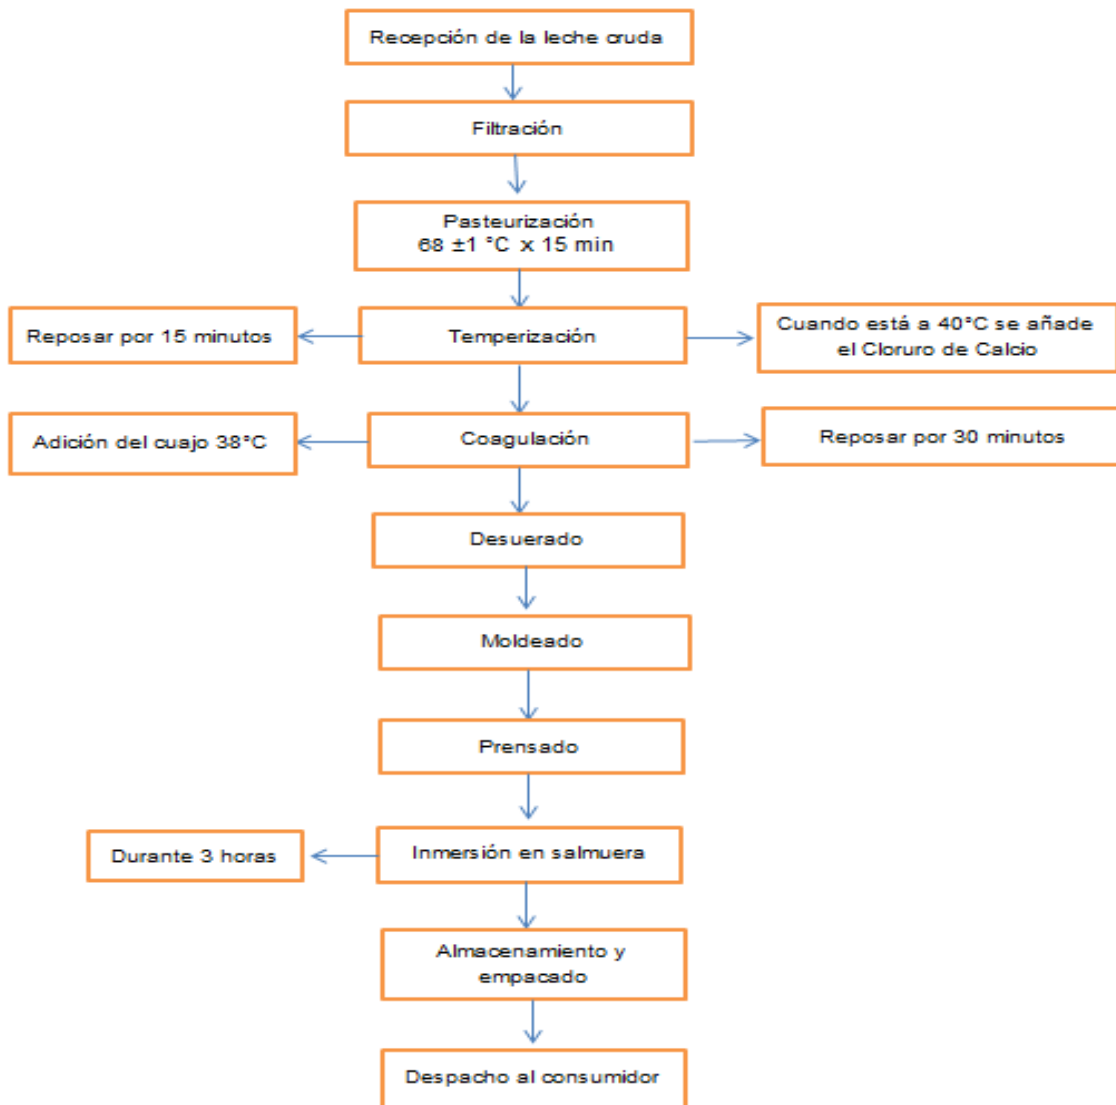 Recepción de la leche cruda
Filtración
Pasteurización
68 ±1 °C x 15 min
Reposar por 15 minutos
Temperización
Cuando está a 40°C se añade
el Cloruro de Calcio
Adición del cuajo 38°C
Coagulación
Reposar por 30 minutos
Desuerado
Moldeado
Prensado
Durante 3 horas
Inmersión en salmuera
Almacenamiento y
empacado
Despacho al consumidor